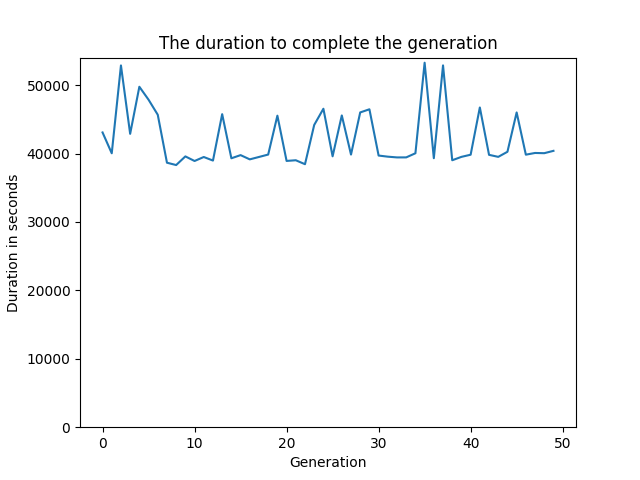 The duration to complete the generation
50000
40000
30000
20000
10000
0
Duration in seconds
0 10 20 30 40 50
Generation